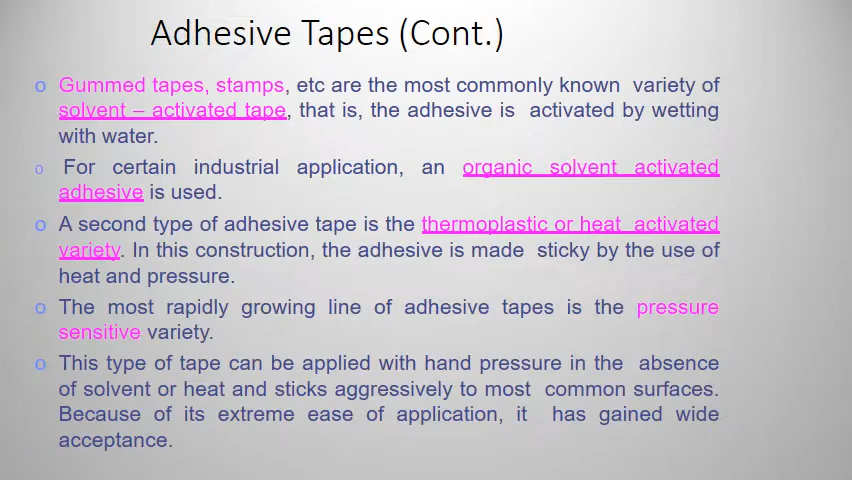 Adhesive Tapes (Cont.)
o Gummed tapes, stamps, etc are the most commonly known variety of
solvent – activated tape, that is, the adhesive is activated by wetting
with water.
o For certain industrial application, an organic solvent activated
adhesive is used.
o A second type of adhesive tape is the thermoplastic or heat activated
variety. In this construction, the adhesive is made sticky by the use of
heat and pressure.
o The most rapidly growing line of adhesive tapes is the pressure
sensitive variety.
o This type of tape can be applied with hand pressure in the absence
of solvent or heat and sticks aggressively to most common surfaces.
Because of its extreme ease of application, it has gained wide
acceptance.